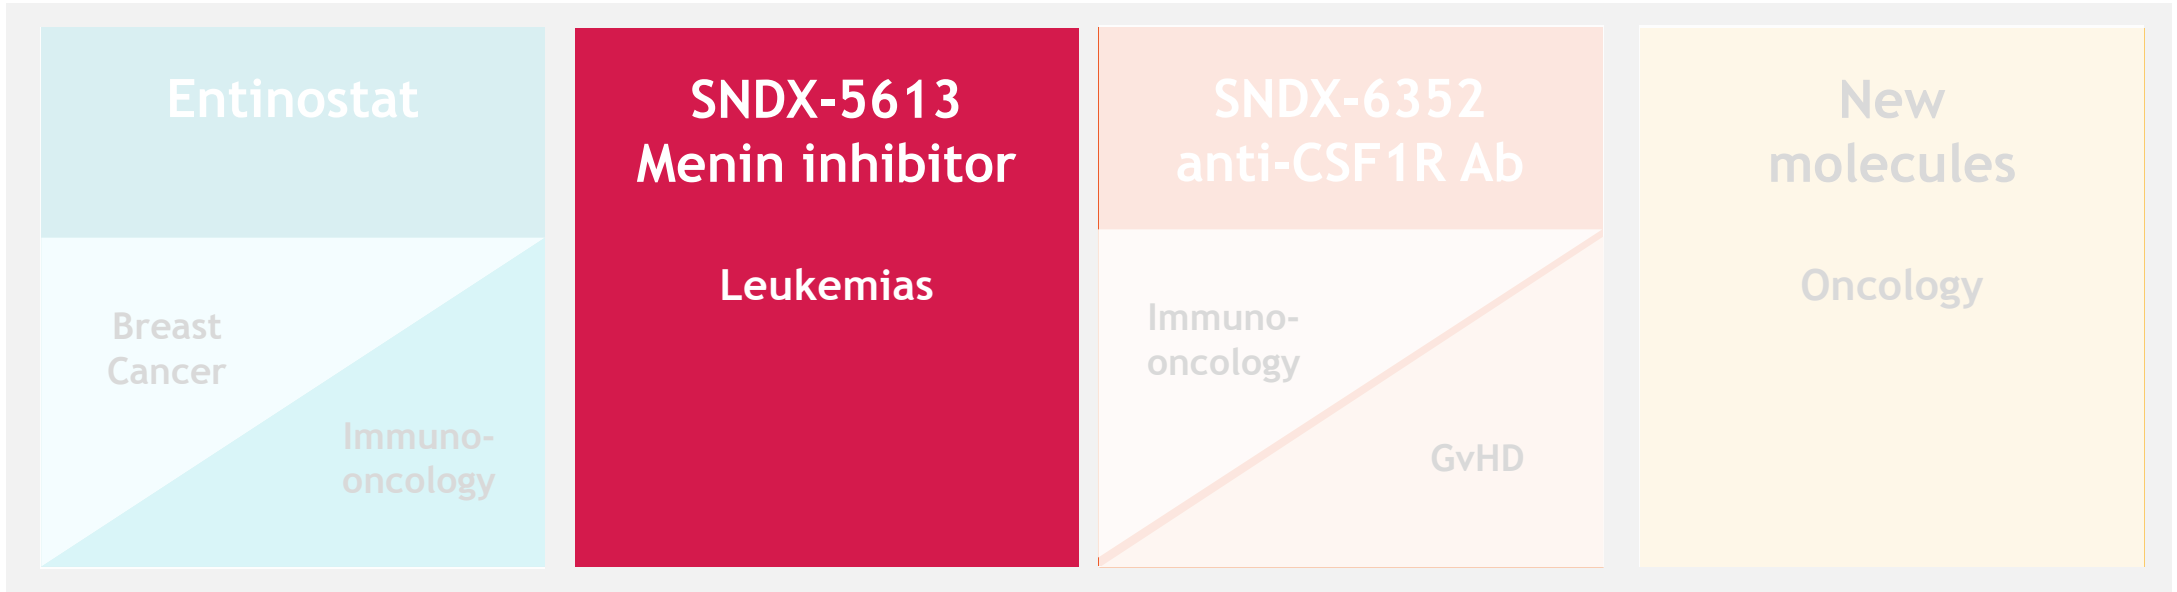 Entinostat
Breast
Cancer
Immuno-
oncology
SNDX-5613
Menin inhibitor
Leukemias
SNDX-6352
anti-CSF1R Ab
Immuno-
oncology
GvHD
New
molecules
Oncology